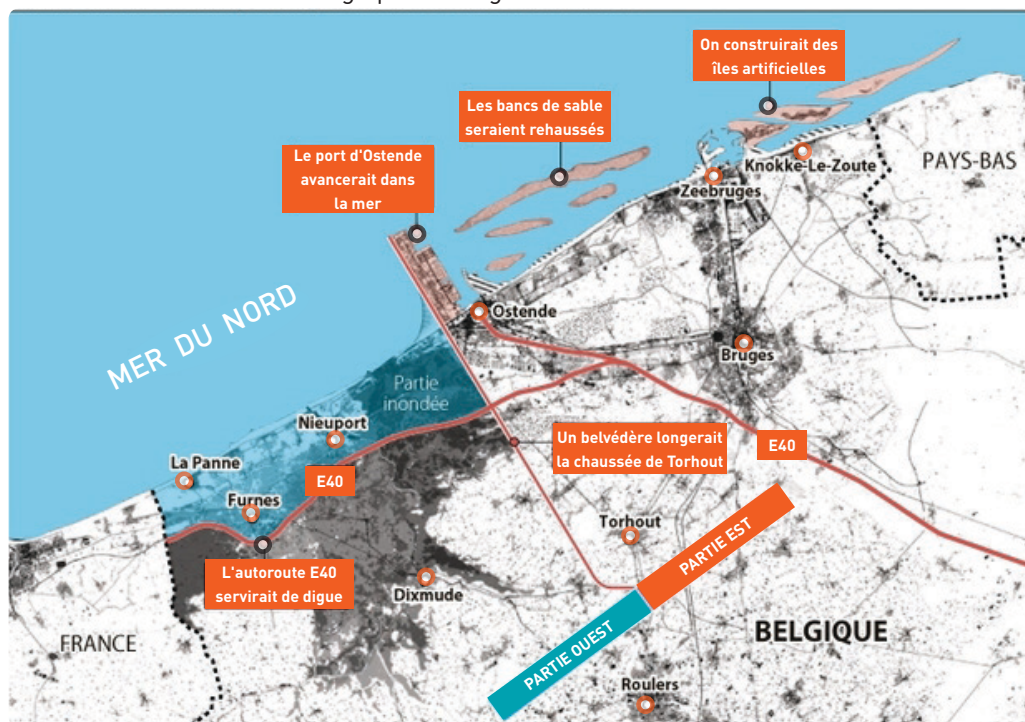 On construirait des
îles artificielles
Les bancs de sable
seraient rehaussés
Le port d'Ostende
avancerait dans
la mer
PAYS-BAS
Knokke-Le-Zoute
Zeebruges
MER DU NORD
Ostende
Bruges
Partie
inondée
Nieuport
Un belvédère longerait
la chaussée de Torhout
E40
La Panne
E40
Furnes
Torhout
PARTIE EST
L'autoroute E40
servirait de digue
Dixmude
FRANCE
BELGIQUE
PARTIE OUEST
Roulers